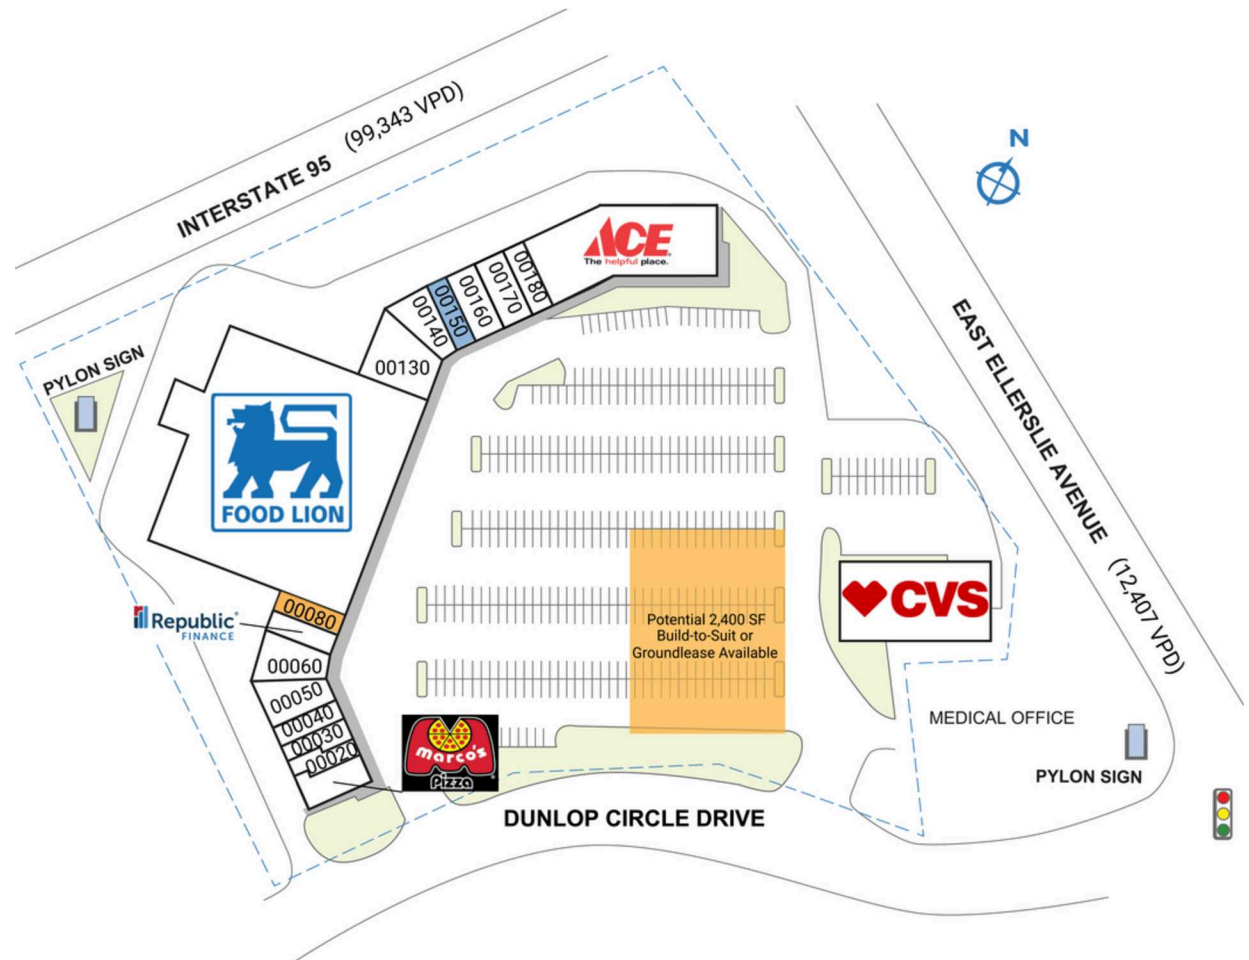 INTERSTATE 95 (99,343 VPD)
N
ACE
The helpful place.
00180
00170
00160
00150
00140
00130
PYLON SIGN
EAST ELLERSLIE AVENUE (12,407 VPD)
FOOD LION
00080
Republic
FINANCE
00060
00050
00040
00030
00020
Potential 2,400 SF
Build-to-Suit or
Groundlease Available
CVS
marco's
Pizza
MEDICAL OFFICE
PYLON SIGN
DUNLOP CIRCLE DRIVE